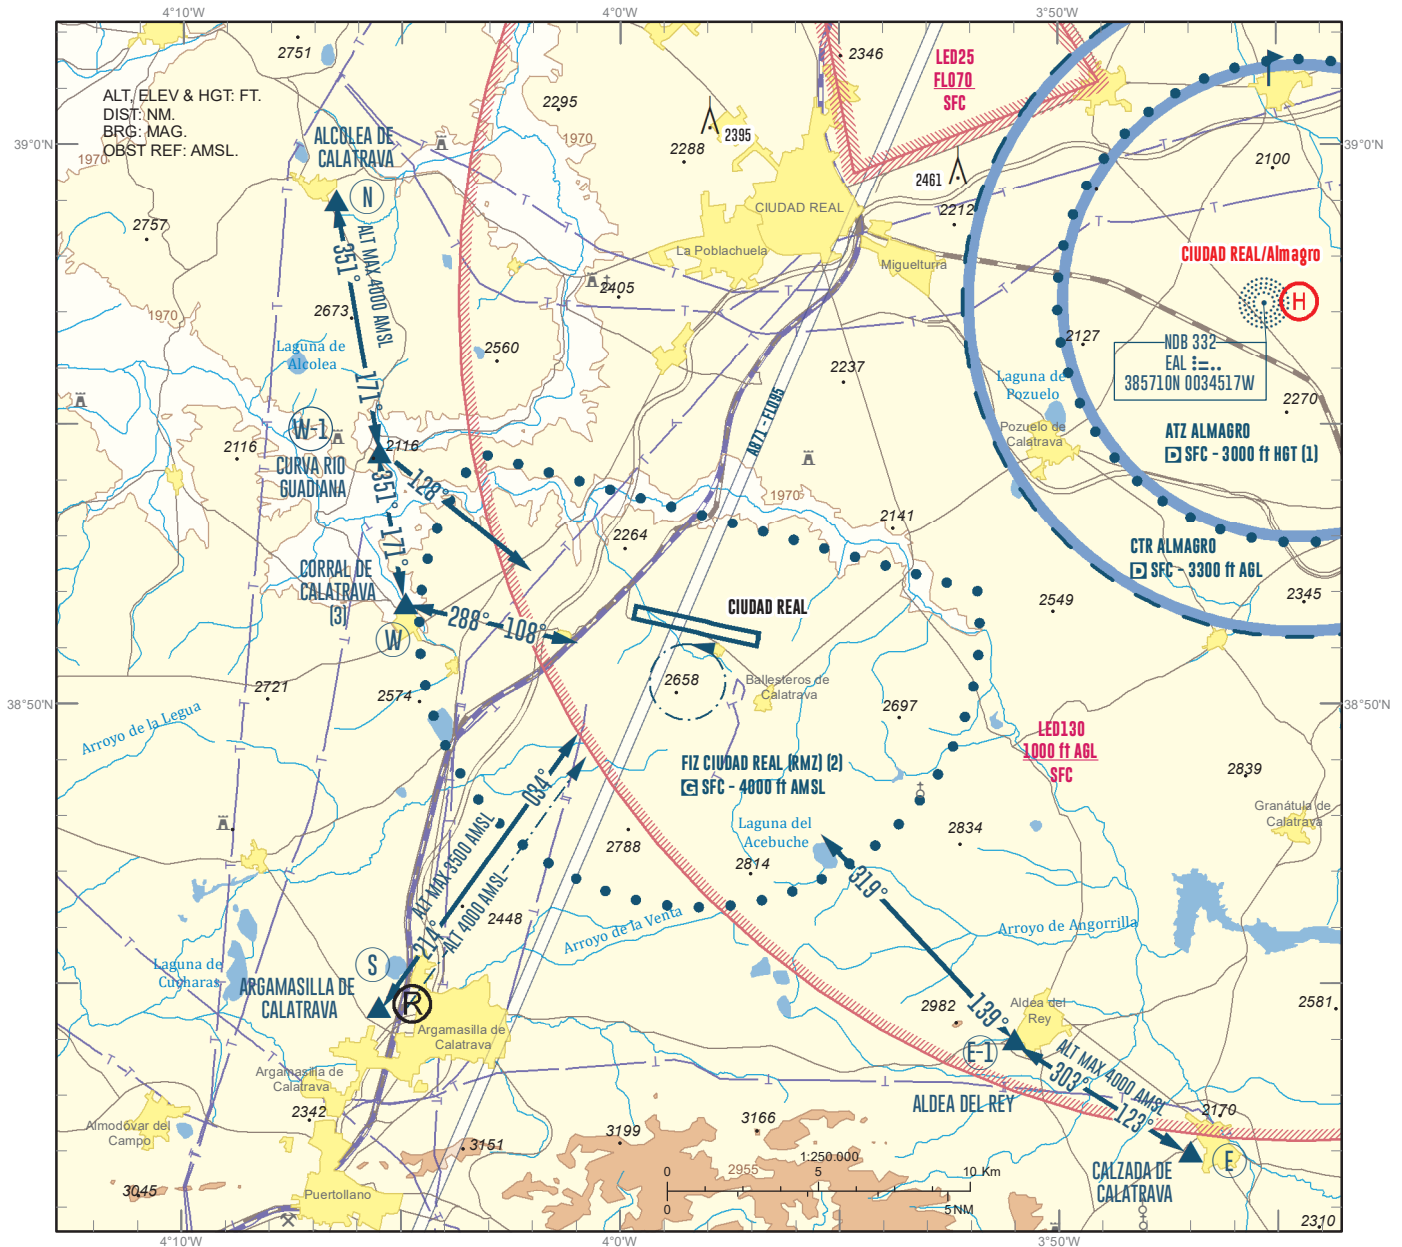 4°10'W
4°0'W
3°50'W
2751
ALT, ELEV & HGT: FT.
DIST: NM.
BRG: MAG.
OBST REF: AMSL.
39°0'N
1970
ALCOLEA DE
CALATRAVA
2295
1970
2346
LED25
FL070
SFC
2395
2288
2461
2100
39°0'N
N
2757
CIUDAD REAL
La Poblachuela
Miguelturra
2212
ALT MAX 4000 AMSL
351°
171°
2405
CIUDAD REAL/Almagro
H
2673
1970
2560
Laguna de
Alcolea
2237
2127
NDB 332
EAL
385710N 0034517W
Laguna de
Pozuelo
2270
A871 - FL095
W-1
2116
2116
CURVA RIO
GUADIANA
Pozuelo de
Calatrava
ATZ ALMAGRO
D SFC - 3000 ft HGT (1)
351°
171°
128°
1970
2141
2264
CTR ALMAGRO
D SFC - 3300 ft AGL
CORRAL DE
CALATRAVA
(3)
W
288°
108°
CIUDAD REAL
2549
2345
38°50'N
2721
2574
2658
Ballesteros de
Calatrava
2697
38°50'N
Arroyo de la Legua
LED130
1000 ft AGL
SFC
FIZ CIUDAD REAL (RMZ) (2)
G SFC - 4000 ft AMSL
2839
034°
214°
ALT MAX 3500 AMSL
ALT 4000 AMSL
Laguna del
Acebuche
2788
2814
2834
Granátula de
Calatrava
319°
139°
2448
Arroyo de la Venta
Arroyo de Angorrilla
S
Laguna de
Cucharas
ARGAMASILLA DE
CALATRAVA
R
Argamasilla de
Calatrava
2982
Aldea del
Rey
2581
E-1
ALT MAX 4000 AMSL
303°
123°
Argamasilla de
Calatrava
2342
ALDEA DEL REY
2170
Almodóvar del
Campo
3151
3199
3166
CALZADA DE
CALATRAVA
E
3045
Puertollano
2955
1:250.000
0
5
10 Km
0
5 NM
2310
4°10'W
4°0'W
3°50'W